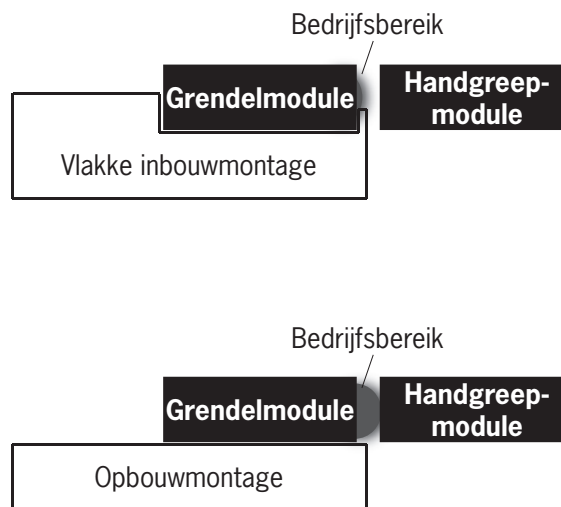 Bedrijfsbereik
Grendelmodule
Handgreep-
module
Vlakke inbouwmontage
Bedrijfsbereik
Grendelmodule
Handgreep-
module
Opbouwmontage